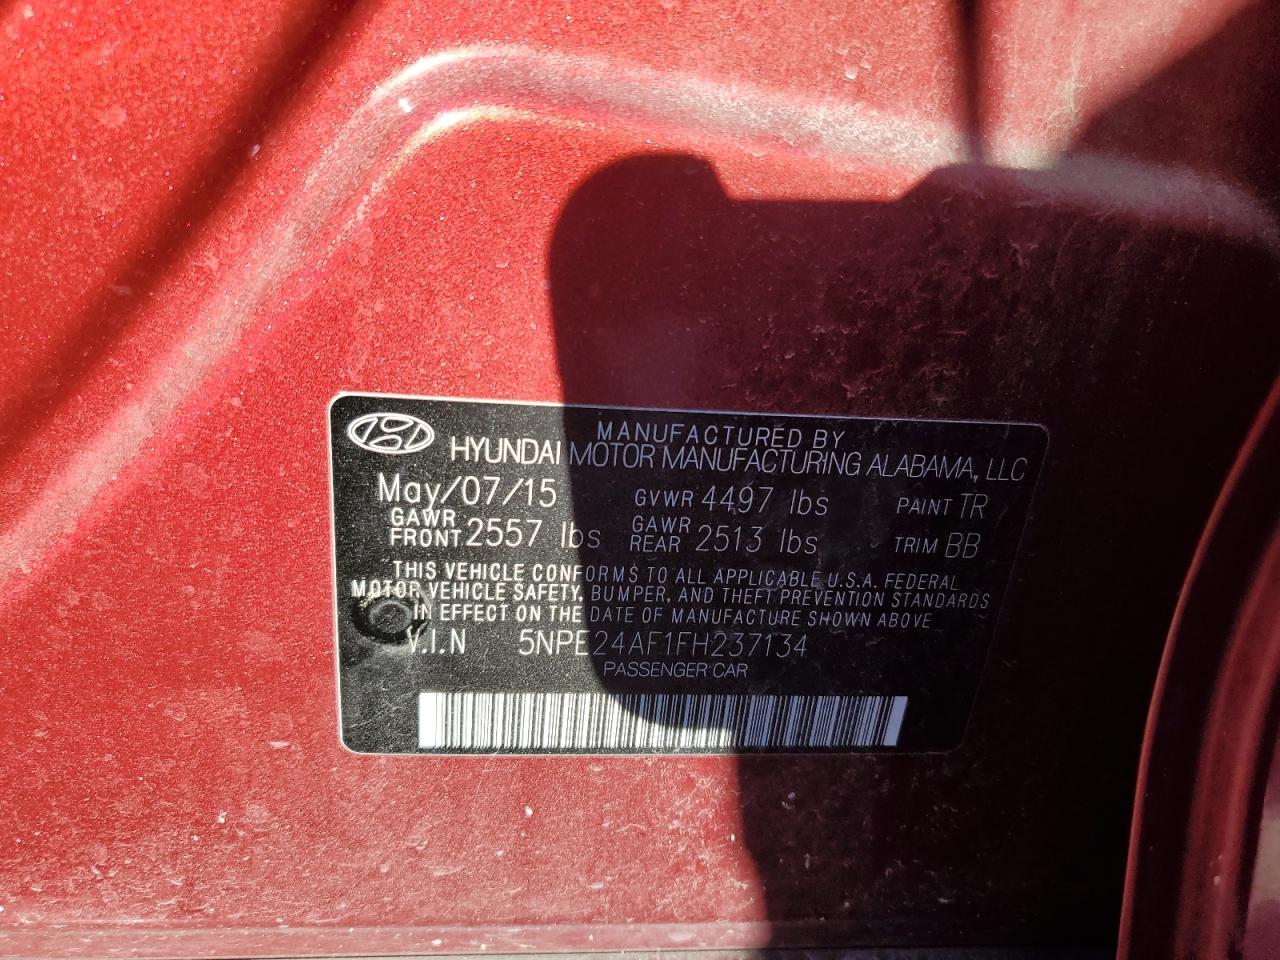 MANUFACTURED BY
HYUNDAI MOTOR MANUFACTURING ALABAMA, LLC
May/07/15 GVWR 4497 lbs PAINT TR
GAWR FRONT 2557 lbs GAWR REAR 2513 lbs TRIM BB
THIS VEHICLE CONFORMS TO ALL APPLICABLE U.S.A. FEDERAL
MOTOR VEHICLE SAFETY, BUMPER, AND THEFT PREVENTION STANDARDS
IN EFFECT ON THE DATE OF MANUFACTURE SHOWN ABOVE
V.I.N 5NPE24AF1FH237134
PASSENGER CAR